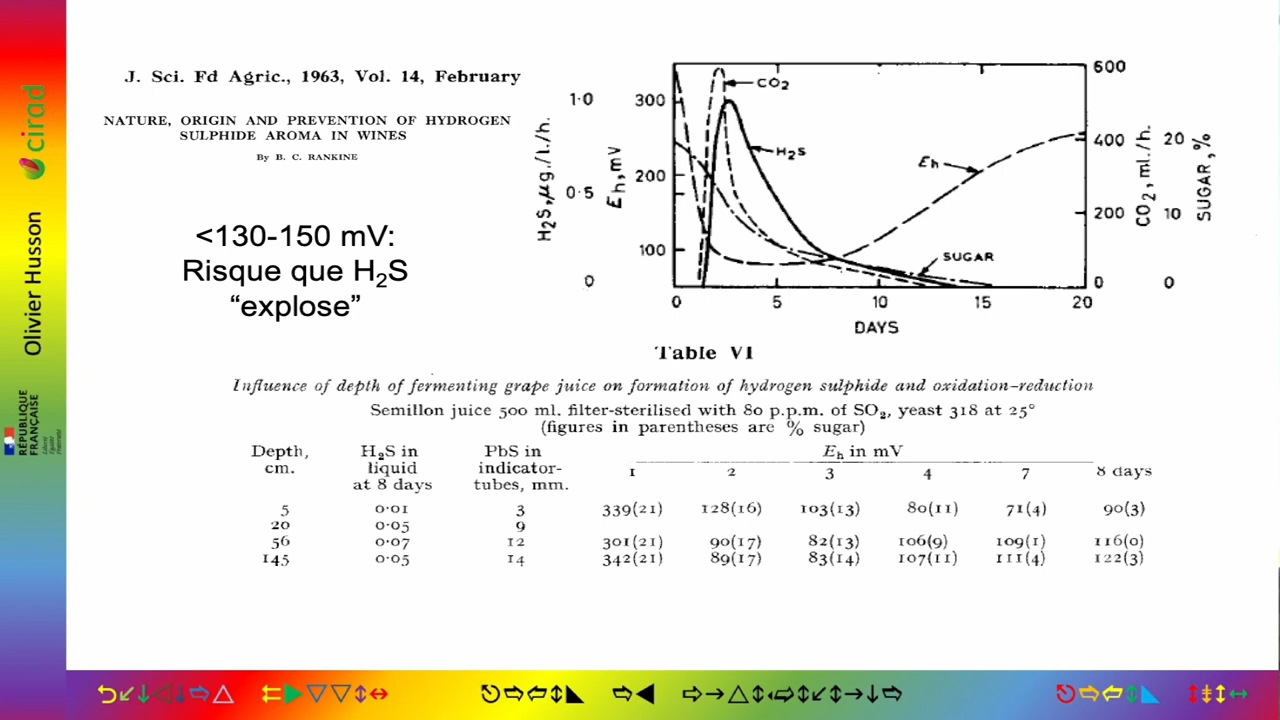 cirad
Olivier Husson
RÉPUBLIQUE
FRANÇAISE
J. Sci. Fd Agric., 1963, Vol. 14, February
NATURE, ORIGIN AND PREVENTION OF HYDROGEN
SULPHIDE AROMA IN WINES
By B. C. RANKINE
<130-150 mV:
Risque que H₂S
“explose”
H₂S, µg./l./h.
1·0
0·5
0
Eh, mV
300
200
100
CO₂
H₂S
Eh
SUGAR
600
400
200
0
CO₂, ml./h.
20
10
0
SUGAR, %
0 5 10 15 20
DAYS
Table VI
Influence of depth of fermenting grape juice on formation of hydrogen sulphide and oxidation–reduction
Semillon juice 500 ml. filter-sterilised with 80 p.p.m. of SO₂, yeast 318 at 25°
(figures in parentheses are % sugar)
Depth, H₂S in PbS in Eh in mV
cm. liquid indicator- 1 2 3 4 7 8 days
at 8 days tubes, mm.
5 0·01 3 339(21) 128(16) 103(13) 80(11) 71(4) 90(3)
20 0·05 9
56 0·07 12 301(21) 90(17) 82(13) 106(9) 109(1) 116(0)
145 0·05 14 342(21) 89(17) 83(14) 107(11) 111(4) 122(3)